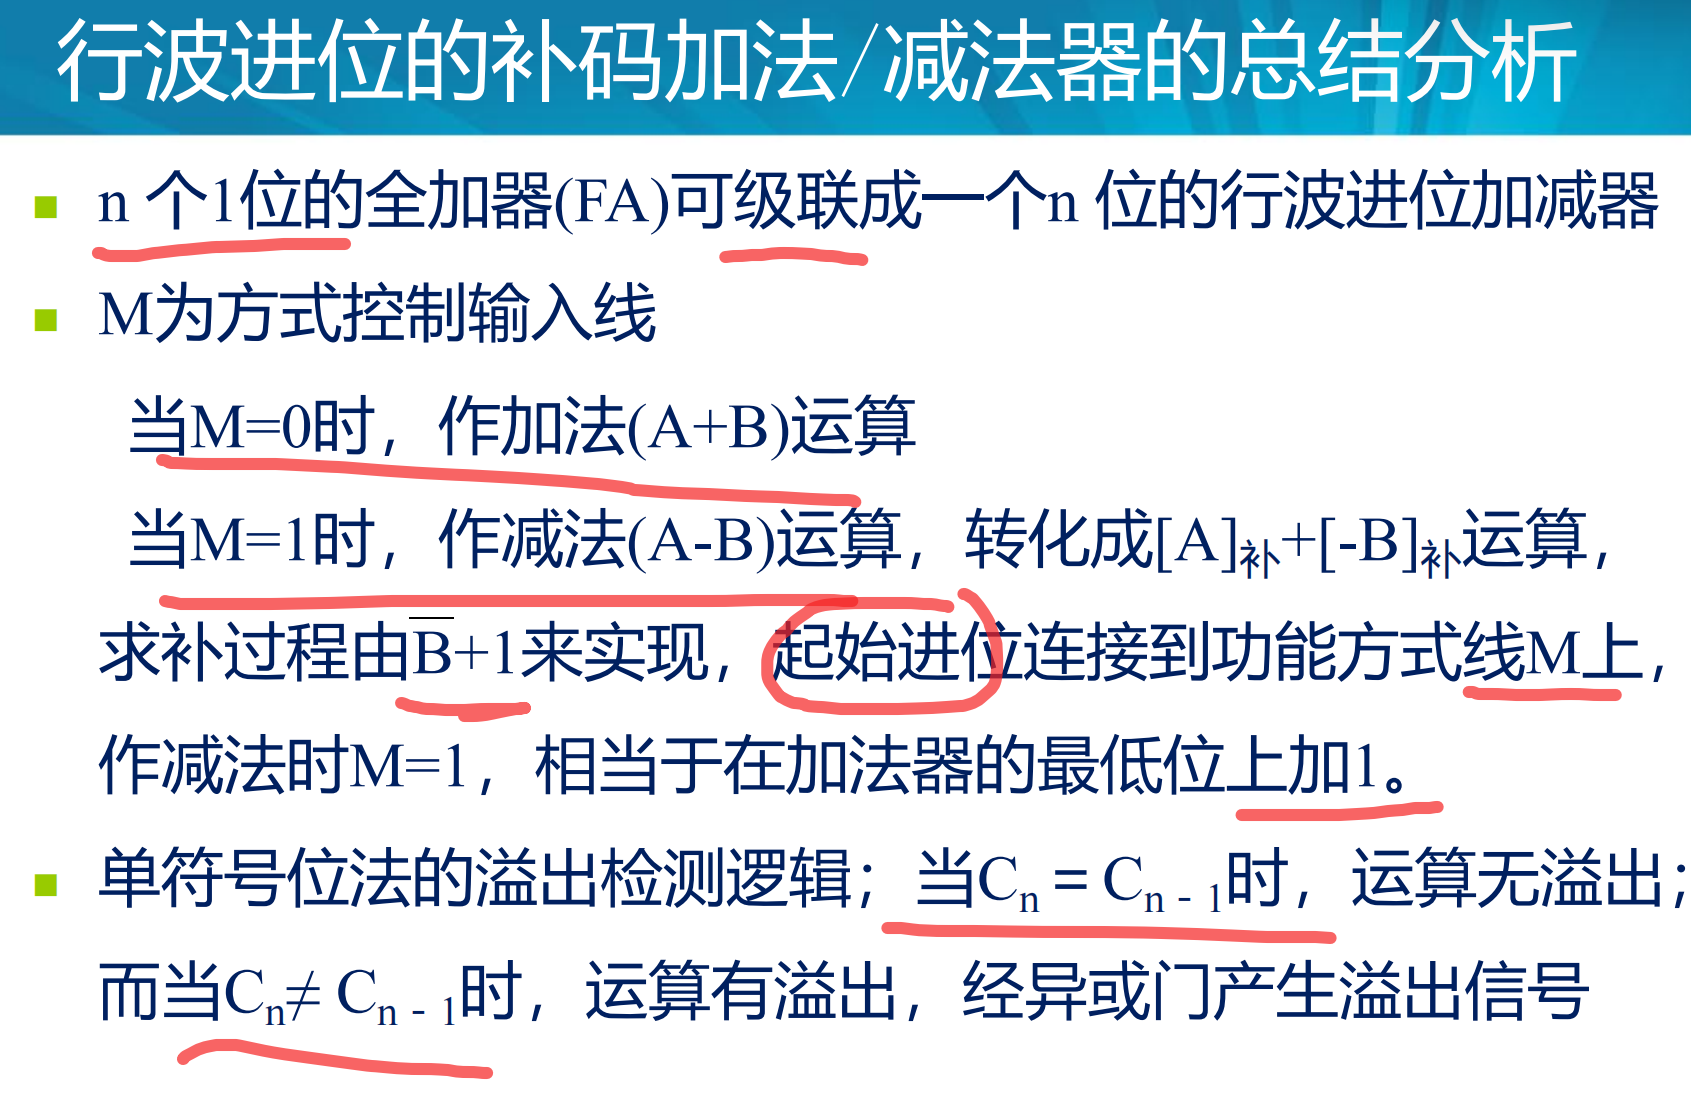 行波进位的补码加法/减法器的总结分析
n 个1位的全加器(FA)可级联成一个n 位的行波进位加减器
M为方式控制输入线
当M=0时，作加法(A+B)运算
当M=1时，作减法(A-B)运算，转化成[A]补+[-B]补运算，
求补过程由B̅+1来实现，起始进位连接到功能方式线M上，
作减法时M=1，相当于在加法器的最低位上加1。
单符号位法的溢出检测逻辑；当Cn = Cn - 1时，运算无溢出；
而当Cn≠ Cn - 1时，运算有溢出，经异或门产生溢出信号